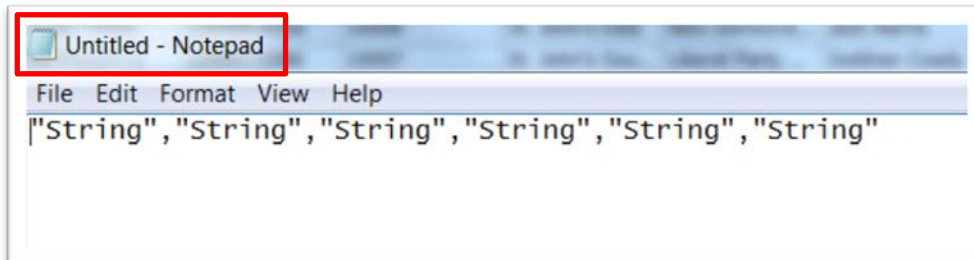 Untitled - Notepad
File Edit Format View Help
"String","String","String","String","String","String"